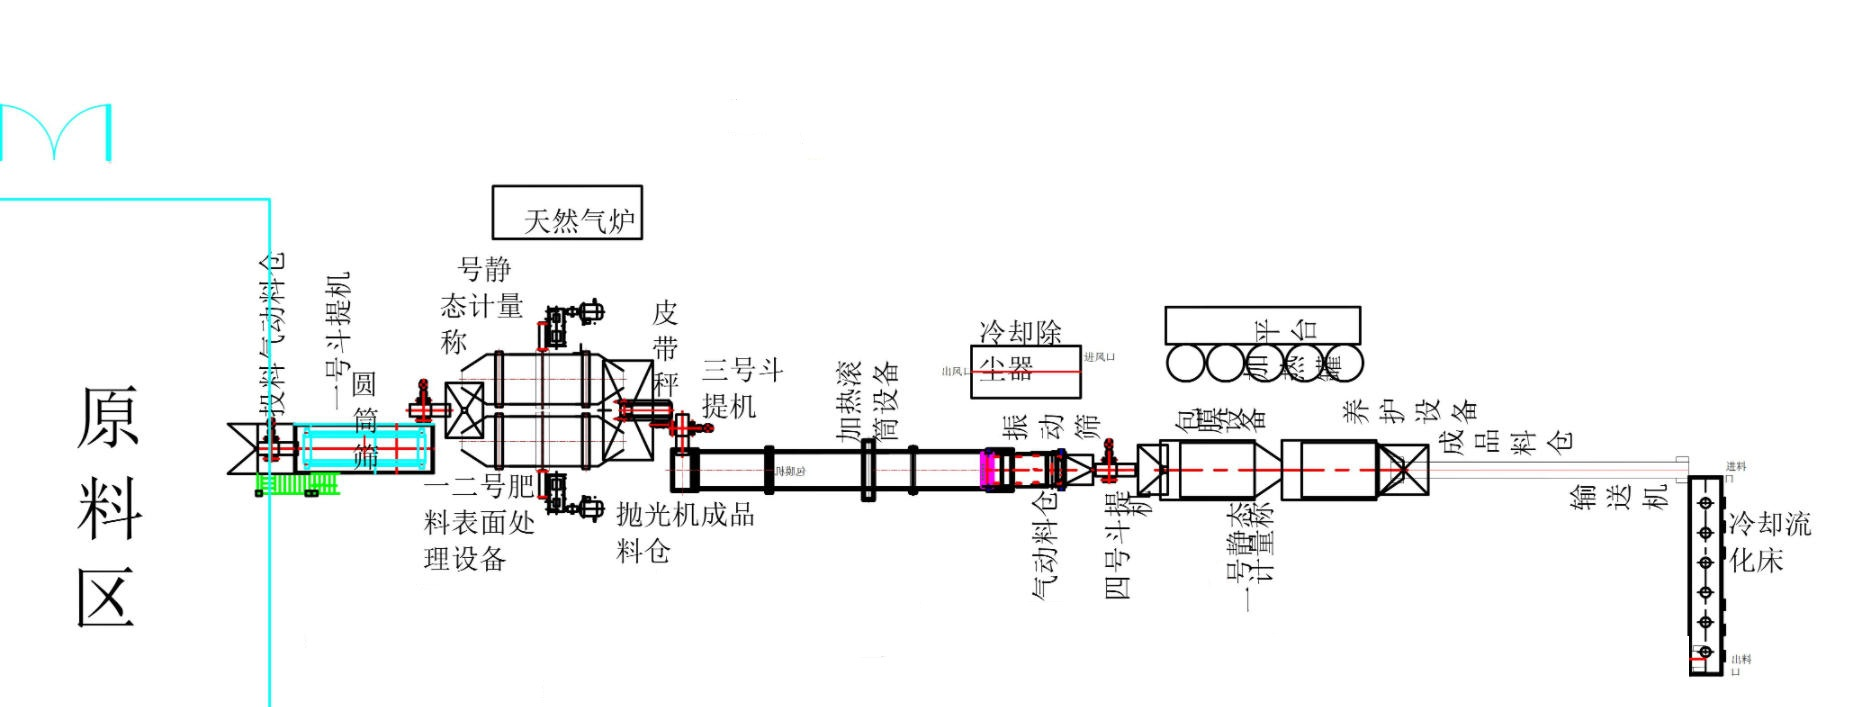 原料区
投料气动料仓
一号斗提机
圆筒筛
天然气炉
号静
态计量
称
一二号肥
料表面处
理设备
皮带秤
三号斗
提机
抛光机成品
料仓
加热滚
筒设备
冷却除
尘器
出风口
进风口
振动筛
气动料仓
四号斗提
机
平台
加热罐
包膜设备
一号静态
计量称
养护设备
成品料仓
输送机
进料
口
冷却流
化床
出料
口